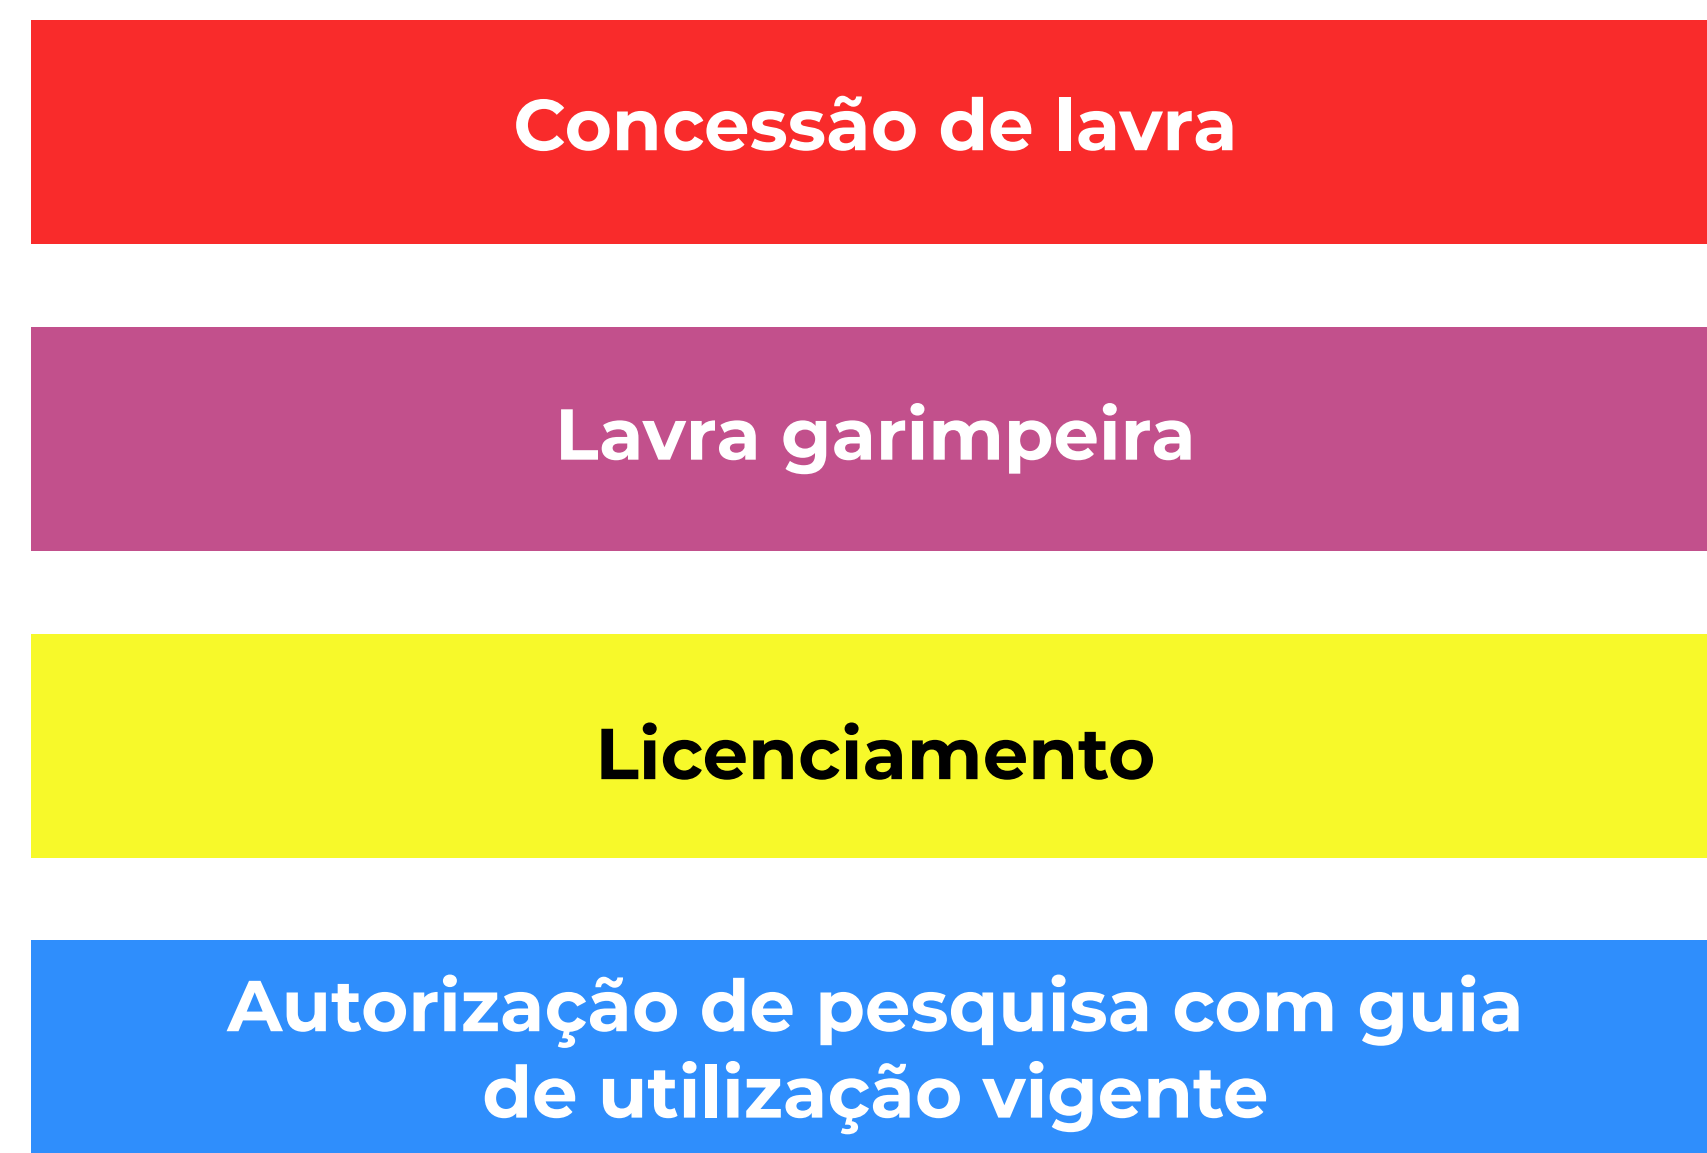 Concessão de lavra
Lavra garimpeira
Licenciamento
Autorização de pesquisa com guia
de utilização vigente